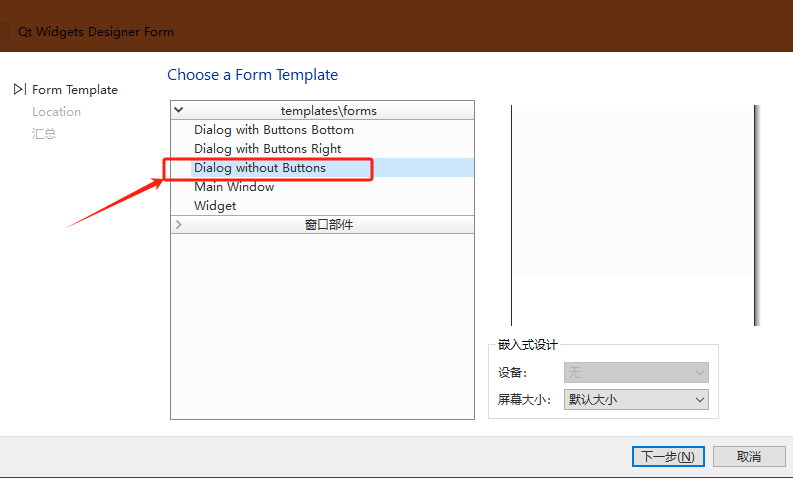 Qt Widgets Designer Form
Form Template
Location
汇总
Choose a Form Template
templates\forms
Dialog with Buttons Bottom
Dialog with Buttons Right
Dialog without Buttons
Main Window
Widget
窗口部件
嵌入式设计
设备:
无
屏幕大小:
默认大小
下一步(N)
取消